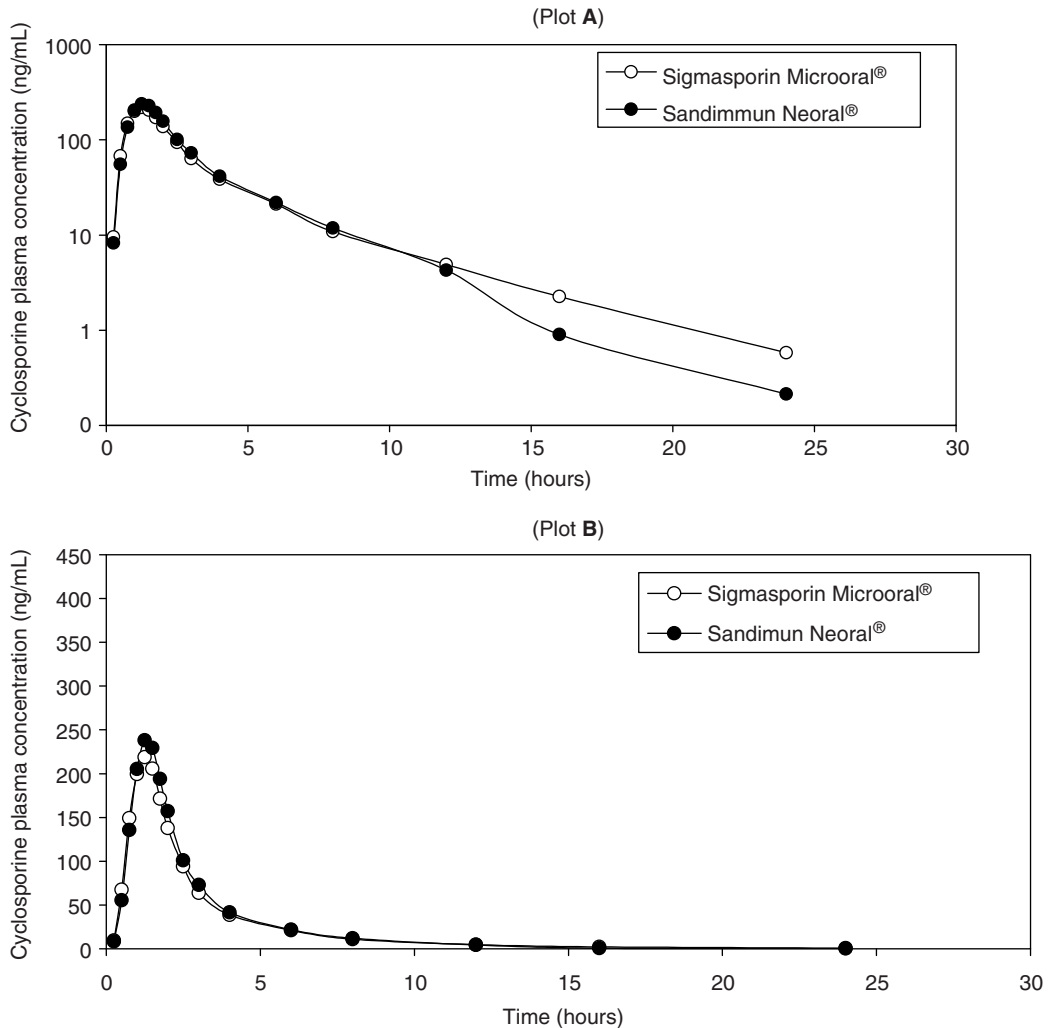 (Plot A)
Cyclosporine plasma concentration (ng/mL)
1000
100
10
1
0
Sigmasporin Microoral®
Sandimmun Neoral®
0 5 10 15 20 25 30
Time (hours)
(Plot B)
Cyclosporine plasma concentration (ng/mL)
450
400
350
300
250
200
150
100
50
0
Sigmasporin Microoral®
Sandimun Neoral®
0 5 10 15 20 25 30
Time (hours)